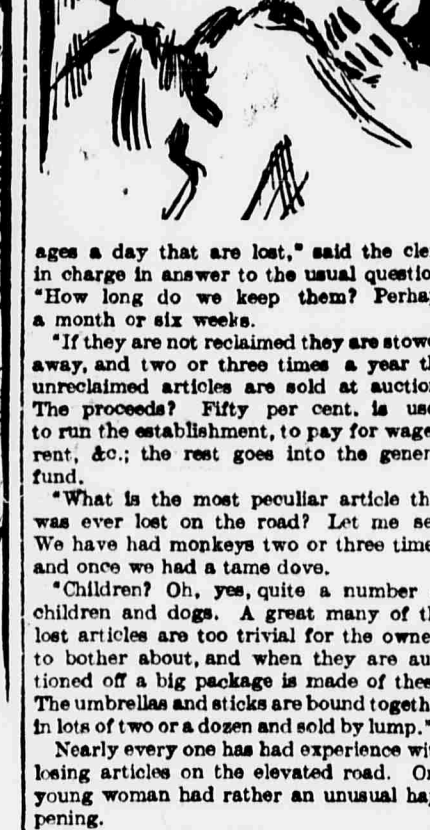 ages a day that are lost," said the cle
in charge in answer to the usual questio
"How long do we keep them? Perha
a month or six weeks.
"If they are not reclaimed they are stow
away, and two or three times a year t
unreclaimed articles are sold at auctio
The proceeds? Fifty per cent. is us
to run the establishment, to pay for wage
rent, &c.; the rest goes into the gener
fund.
"What is the most peculiar article th
was ever lost on the road? Let me se
We have had monkeys two or three time
and once we had a tame dove.
"Children? Oh, yes, quite a number
children and dogs. A great many of t
lost articles are too trivial for the owne
to bother about, and when they are au
tioned off a big package is made of thes
The umbrellas and sticks are bound togeth
in lots of two or a dozen and sold by lump."
Nearly every one has had experience wi
losing articles on the elevated road. O
young woman had rather an unusual ha
pening.